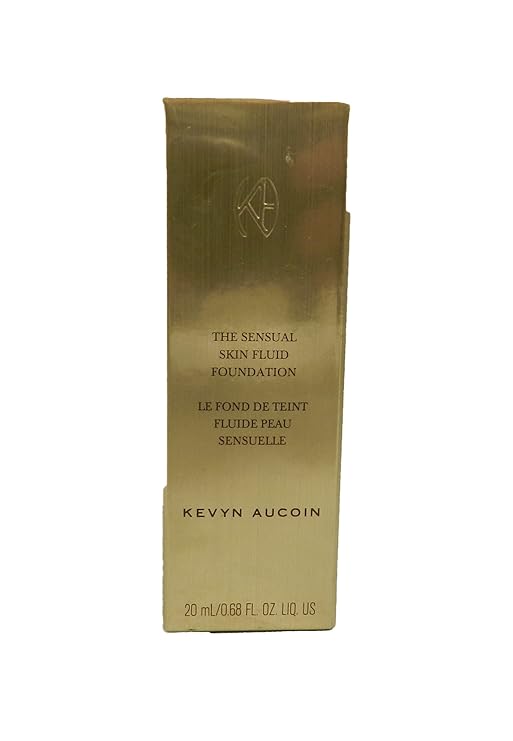 THE SENSUAL
SKIN FLUID
FOUNDATION
LE FOND DE TEINT
FLUIDE PEAU
SENSUELLE
KEVYN AUCOIN
20 mL/0.68 FL. OZ. LIQ. US